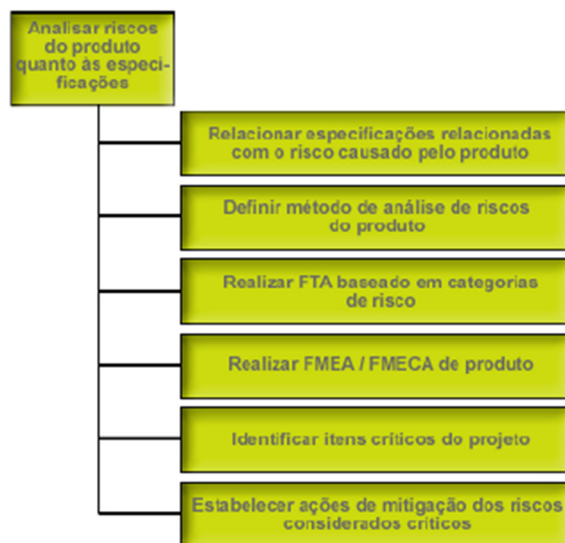 Analisar riscos
do produto
quanto às especi-
ficações
Relacionar especificações relacionadas
com o risco causado pelo produto
Definir método de análise de riscos
do produto
Realizar FTA baseado em categorias
de risco
Realizar FMEA / FMECA de produto
Identificar itens críticos do projeto
Estabelecer ações de mitigação dos riscos
considerados críticos